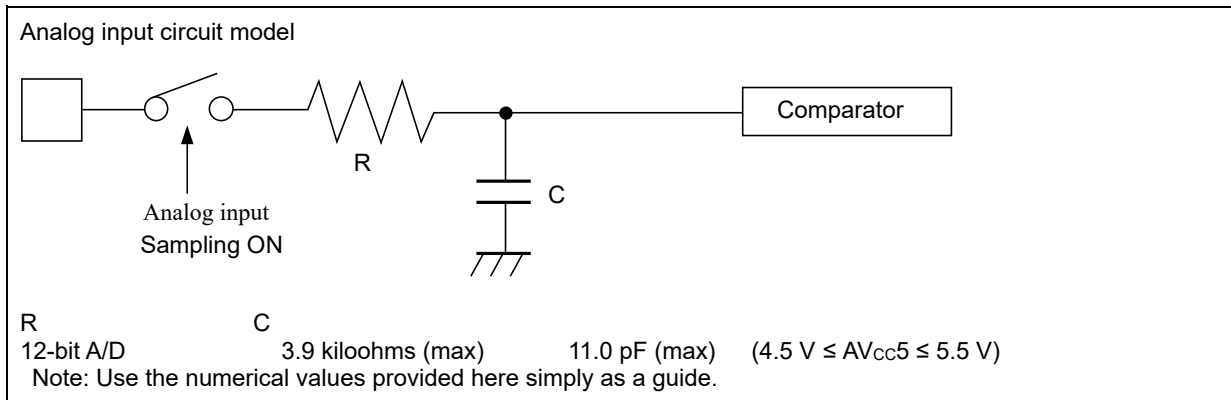 Analog input circuit model
Comparator
R
C
Analog input
Sampling ON
R C
12-bit A/D 3.9 kiloohms (max) 11.0 pF (max) (4.5 V ≤ AVCC5 ≤ 5.5 V)
Note: Use the numerical values provided here simply as a guide.